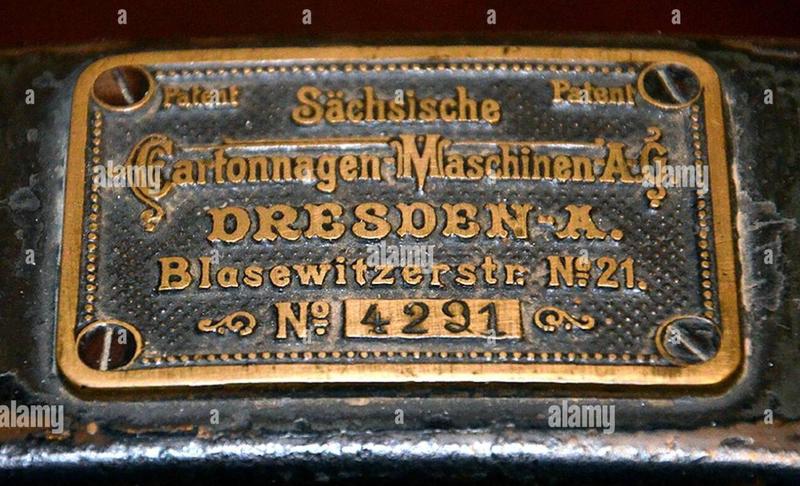 Patent Sächsische Patent
Cartonnagen-Maschinen-A.G.
DRESDEN-A.
Blasewitzerstr. No 21.
No 4291